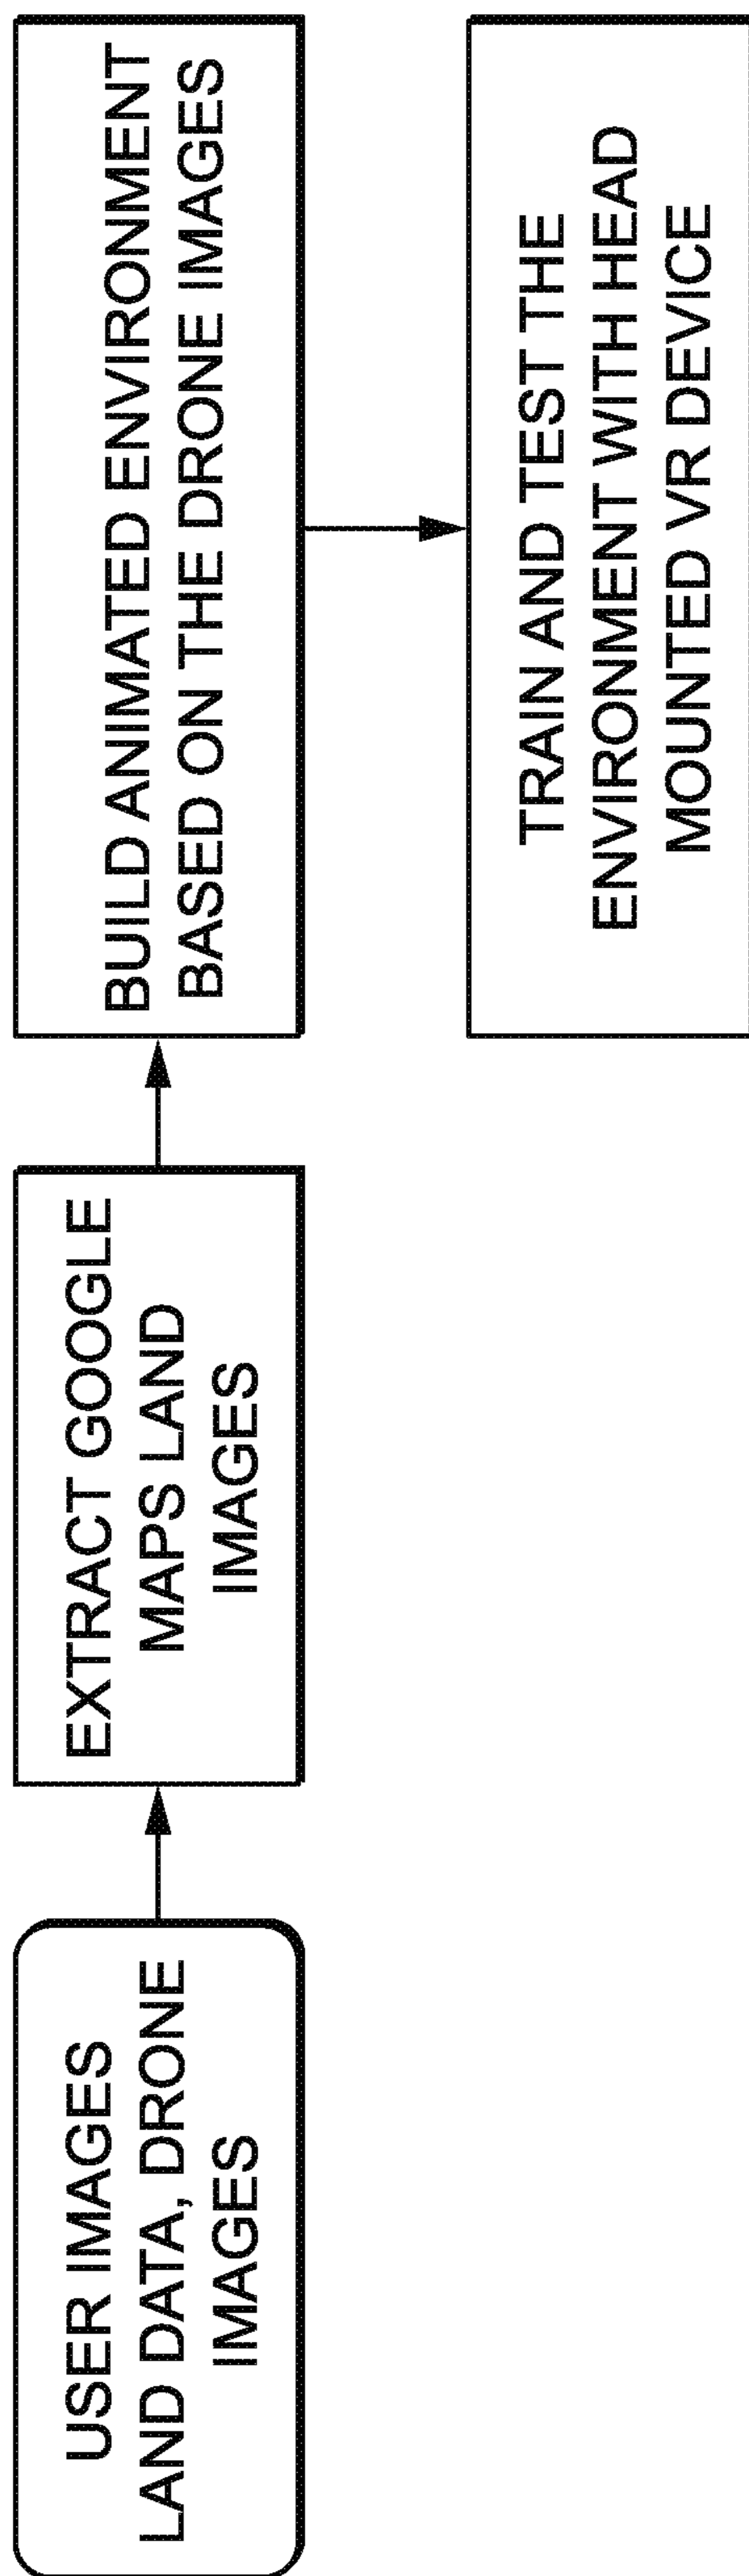 USER IMAGES
LAND DATA, DRONE
IMAGES
EXTRACT GOOGLE
MAPS LAND
IMAGES
BUILD ANIMATED ENVIRONMENT
BASED ON THE DRONE IMAGES
TRAIN AND TEST THE
ENVIRONMENT WITH HEAD
MOUNTED VR DEVICE